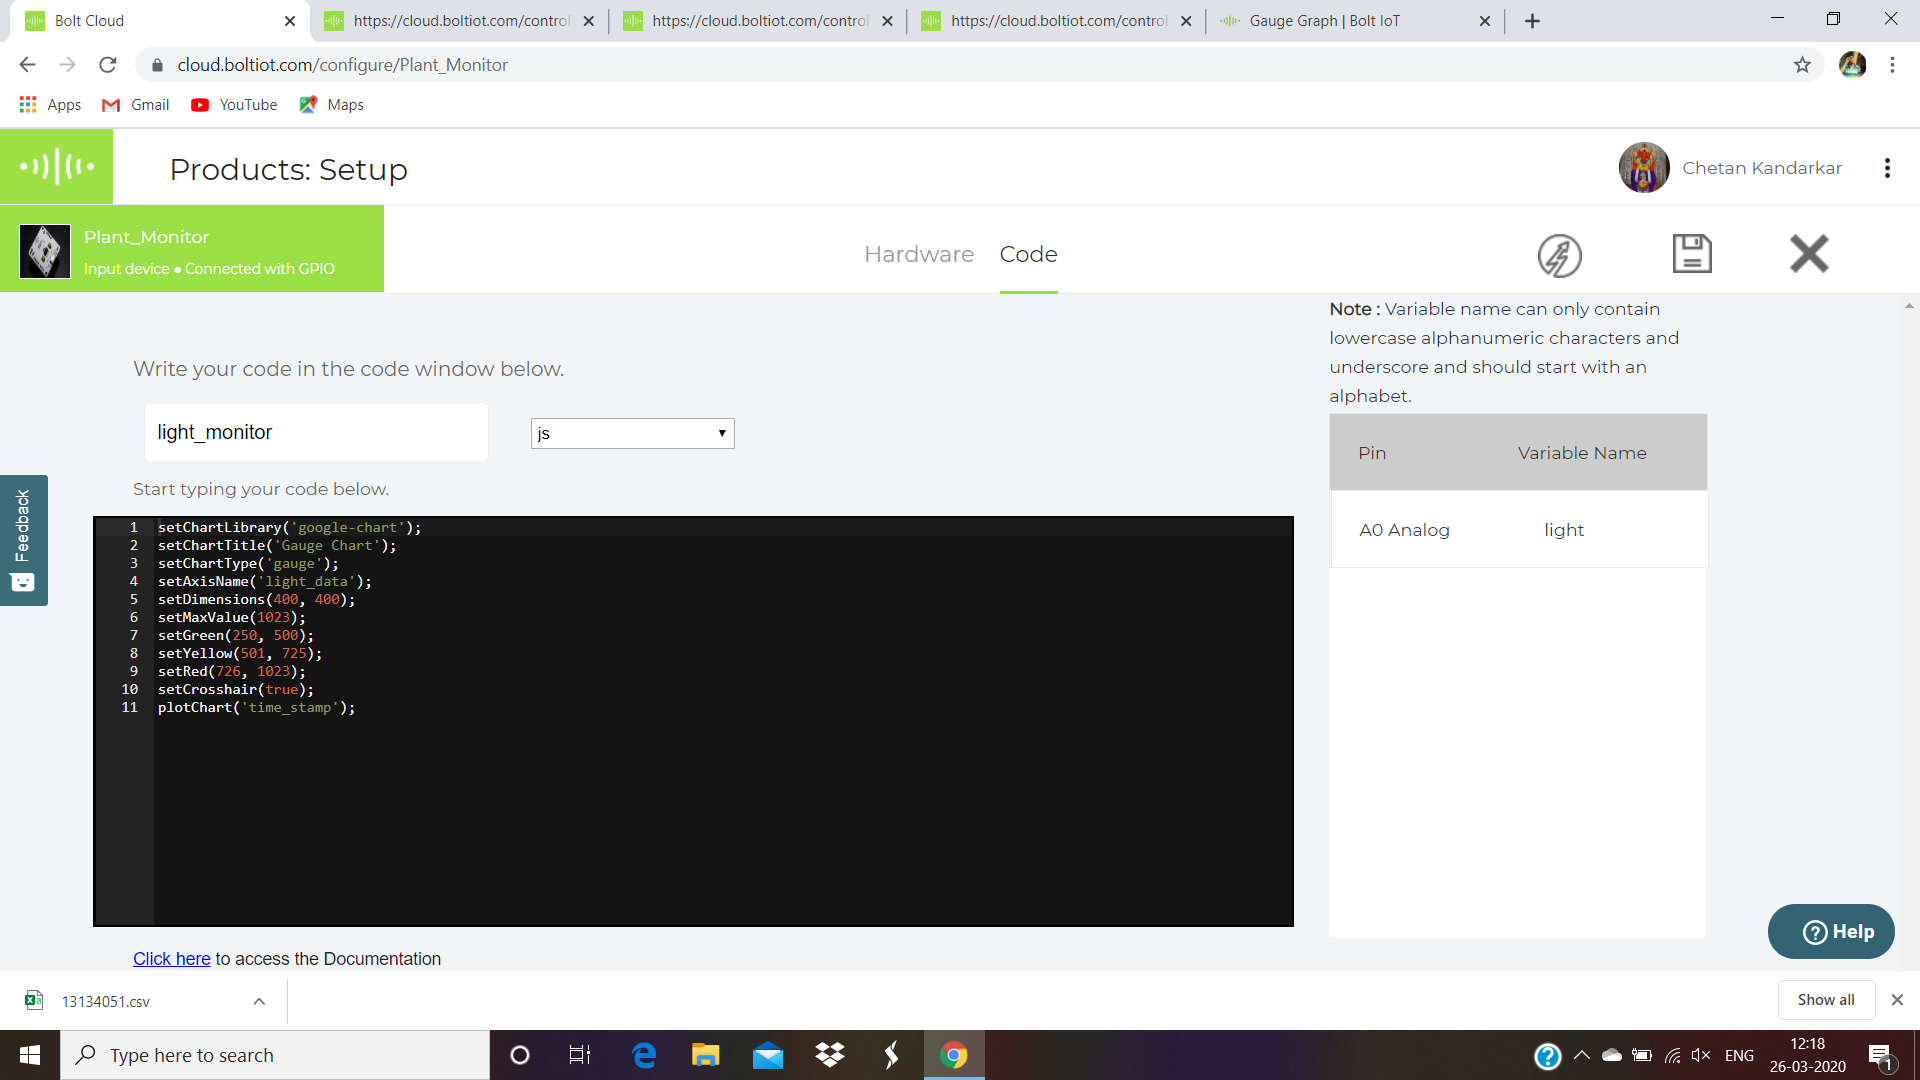 Bolt Cloud
https://cloud.boltiot.com/control
https://cloud.boltiot.com/control
https://cloud.boltiot.com/control
Gauge Graph | Bolt IoT
cloud.boltiot.com/configure/Plant_Monitor
Apps
Gmail
YouTube
Maps
Products: Setup
Chetan Kandarkar
Plant_Monitor
Input device • Connected with GPIO
Hardware
Code
Note : Variable name can only contain
lowercase alphanumeric characters and
underscore and should start with an
alphabet.
Write your code in the code window below.
light_monitor
js
Start typing your code below.
Pin
Variable Name
A0 Analog
light
Feedback
1 setChartLibrary('google-chart');
2 setChartTitle('Gauge Chart');
3 setChartType('gauge');
4 setAxisName('light_data');
5 setDimensions(400, 400);
6 setMaxValue(1023);
7 setGreen(250, 500);
8 setYellow(501, 725);
9 setRed(726, 1023);
10 setCrosshair(true);
11 plotChart('time_stamp');
Click here to access the Documentation
Help
13134051.csv
Show all
Type here to search
ENG
12:18
26-03-2020
1